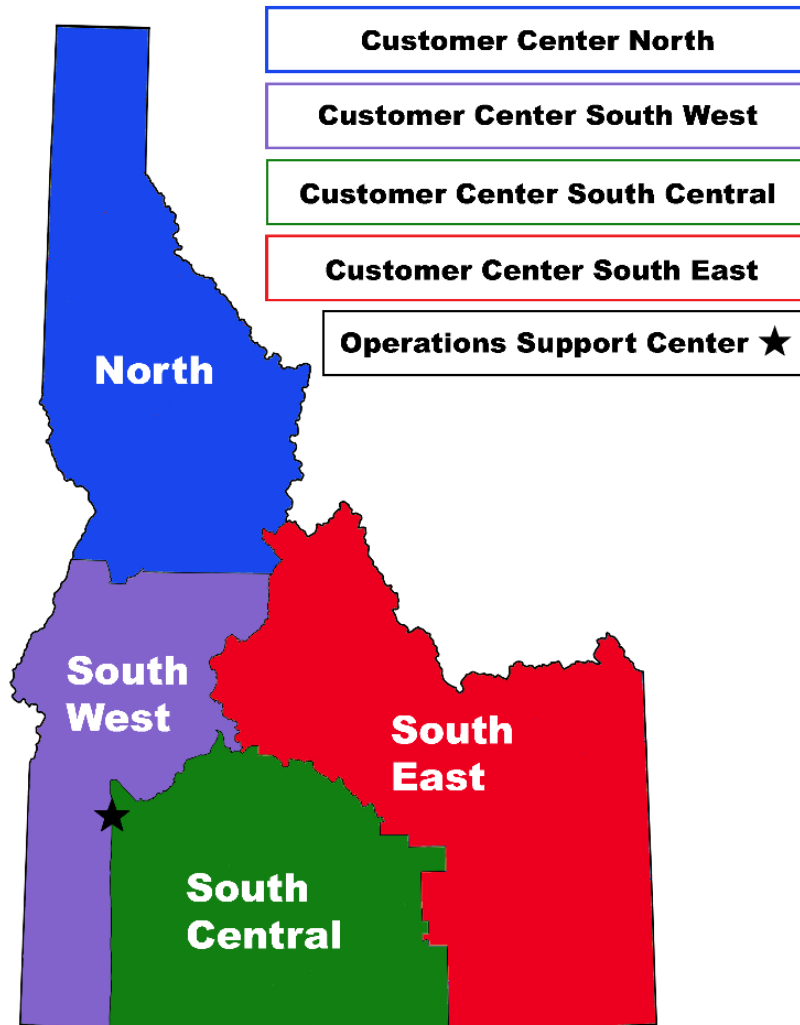 Customer Center North
Customer Center South West
Customer Center South Central
Customer Center South East
Operations Support Center ★
North
South
West
South
East
South
Central